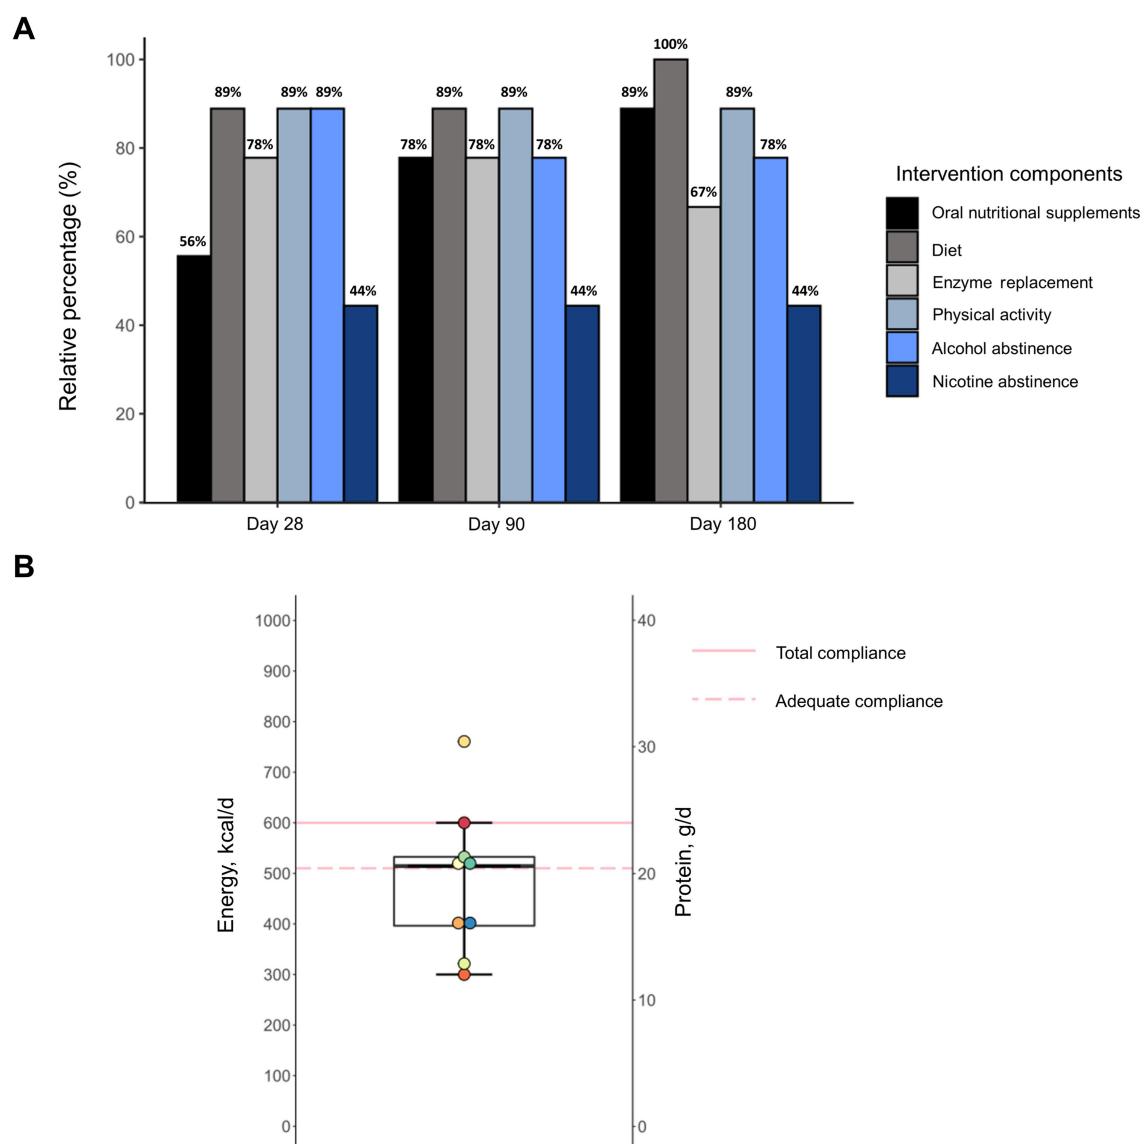 A
Relative percentage (%)
100
80
60
40
20
0
56%
89%
78%
89%
89%
44%
78%
89%
78%
89%
78%
44%
89%
100%
67%
89%
78%
44%
Day 28
Day 90
Day 180
Intervention components
Oral nutritional supplements
Diet
Enzyme replacement
Physical activity
Alcohol abstinence
Nicotine abstinence
B
Energy, kcal/d
1000
900
800
700
600
500
400
300
200
100
0
40
30
20
10
0
Protein, g/d
Total compliance
Adequate compliance